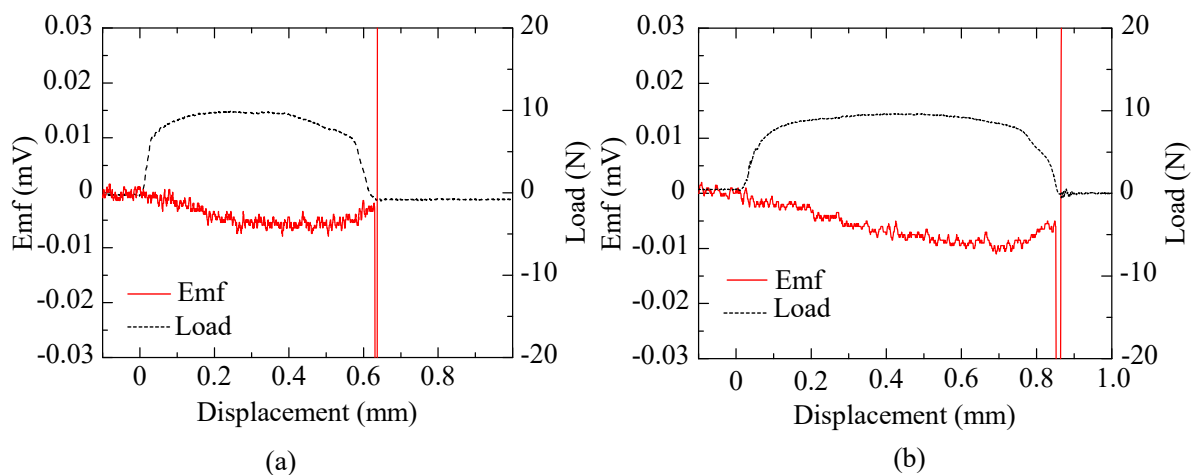 0.03
0.02
0.01
0
-0.01
-0.02
-0.03
Emf (mV)
20
10
0
-10
-20
Load (N)
Emf
Load
0 0.2 0.4 0.6 0.8
Displacement (mm)
(a)
0.03
0.02
0.01
0
-0.01
-0.02
-0.03
Emf (mV)
20
10
0
-10
-20
Load (N)
Emf
Load
0 0.2 0.4 0.6 0.8 1.0
Displacement (mm)
(b)